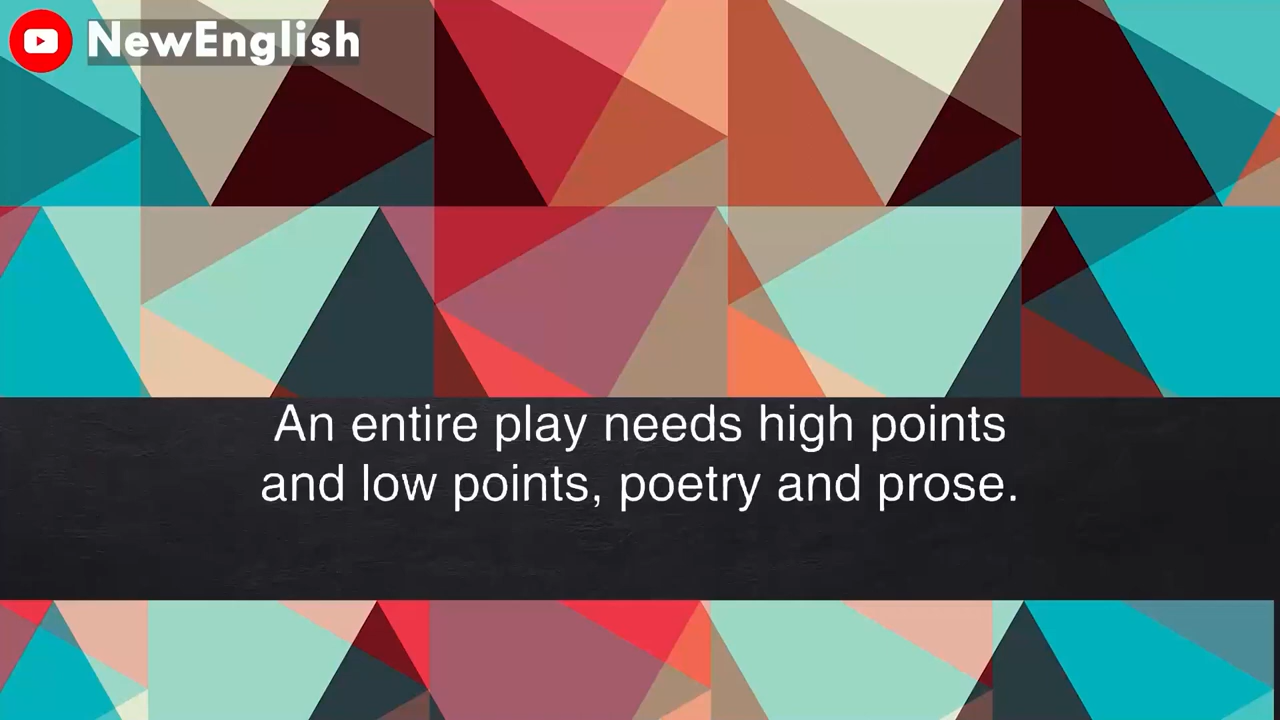 NewEnglish
An entire play needs high points
and low points, poetry and prose.